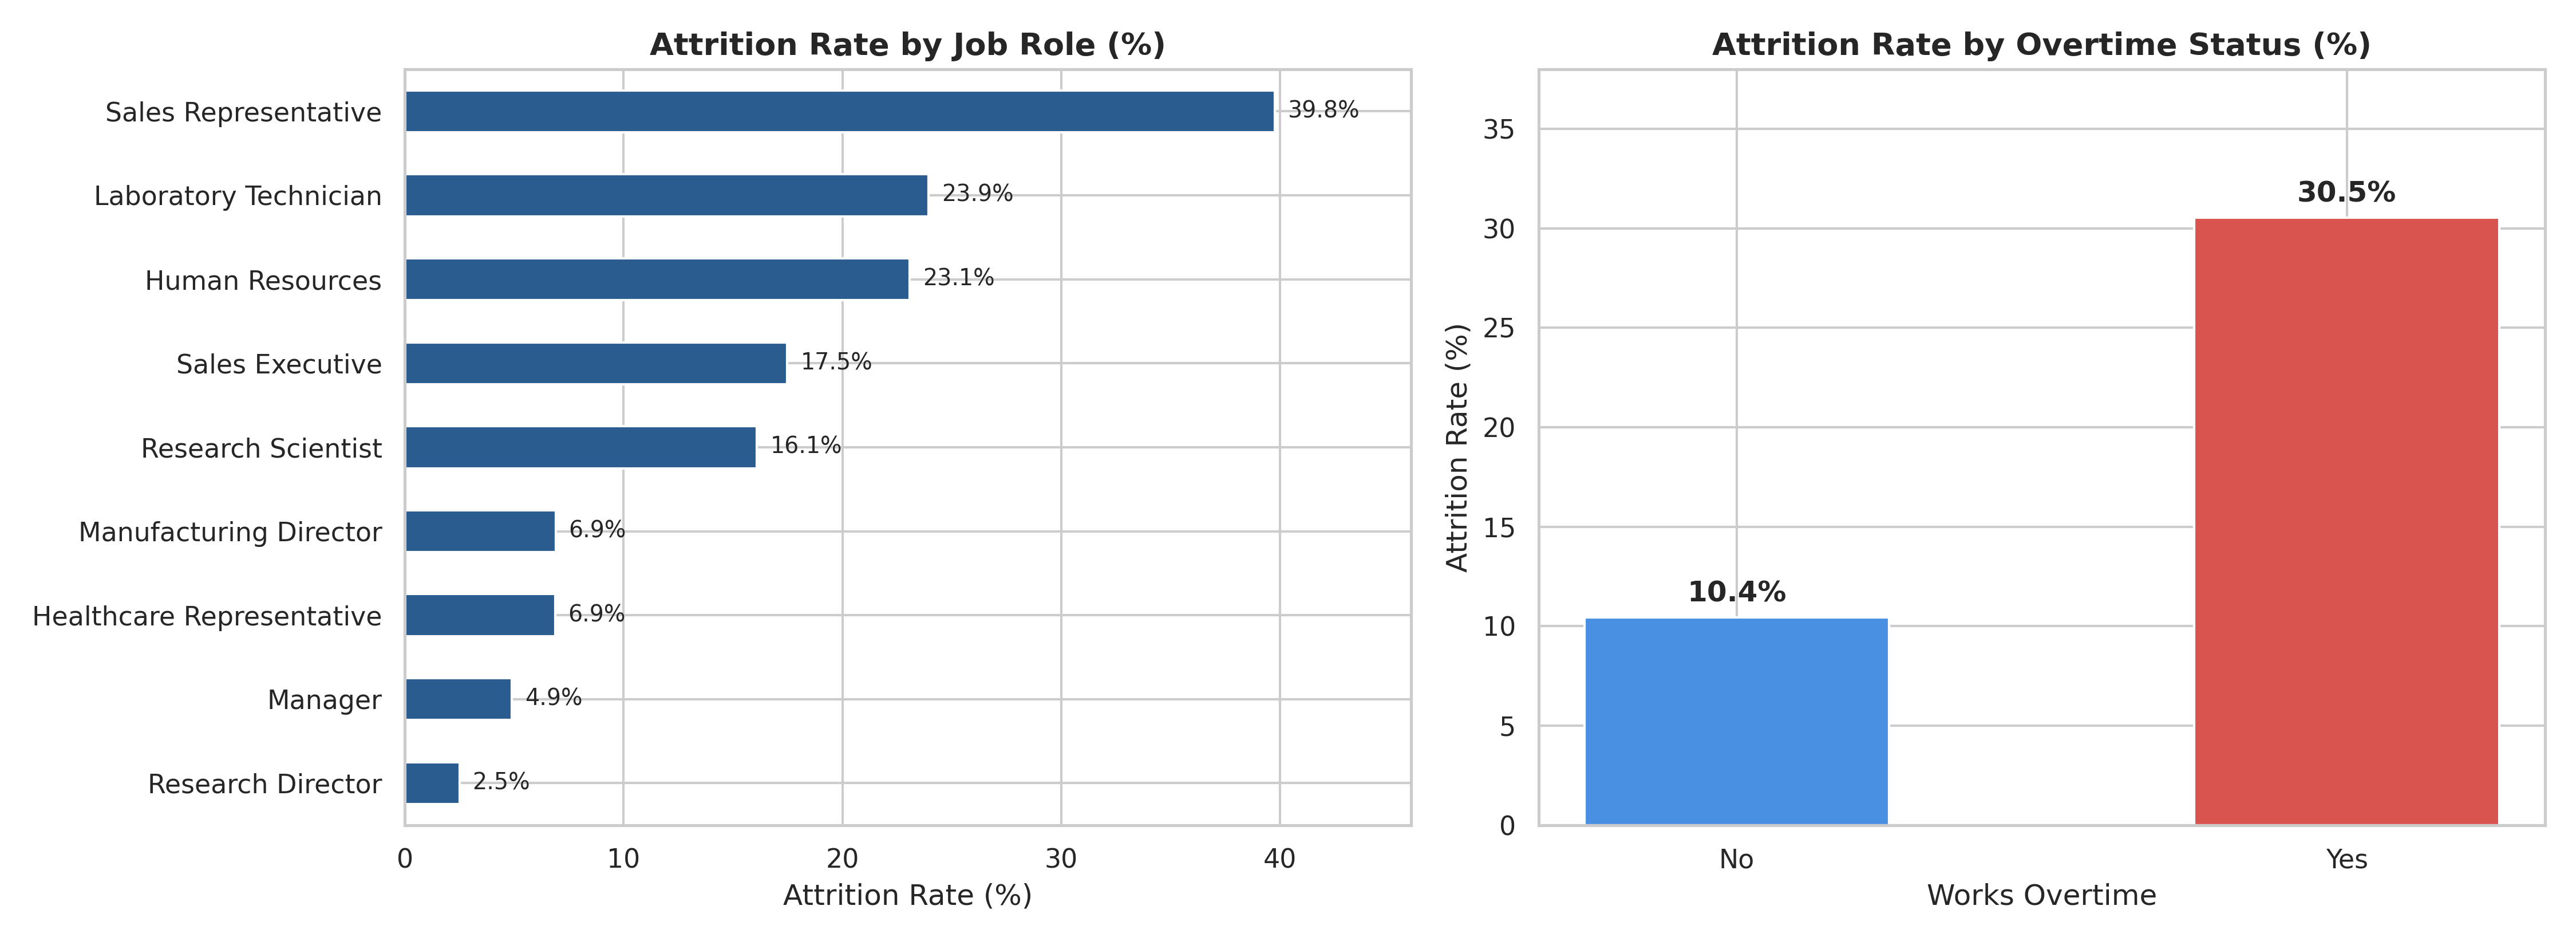 Attrition Rate by Job Role (%)
Sales Representative 39.8%
Laboratory Technician 23.9%
Human Resources 23.1%
Sales Executive 17.5%
Research Scientist 16.1%
Manufacturing Director 6.9%
Healthcare Representative 6.9%
Manager 4.9%
Research Director 2.5%
0 10 20 30 40
Attrition Rate (%)
Attrition Rate by Overtime Status (%)
Attrition Rate (%)
35
30
25
20
15
10
5
0
10.4%
30.5%
No Yes
Works Overtime